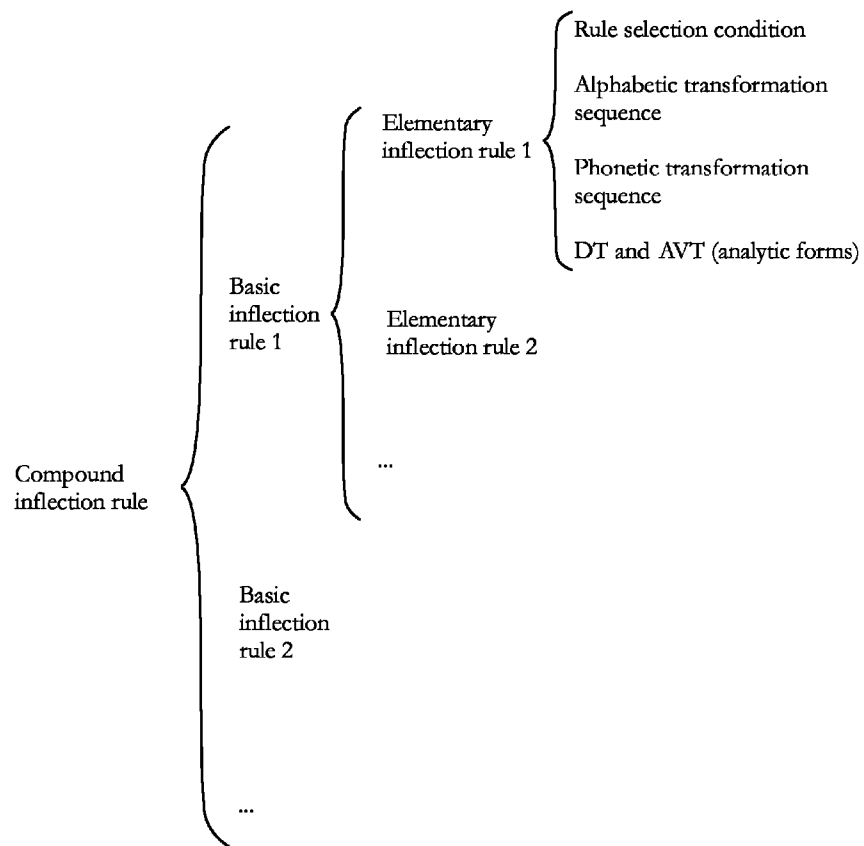 Rule selection condition
Alphabetic transformation
sequence
Elementary
inflection rule 1
Phonetic transformation
sequence
DT and AVT (analytic forms)
Basic
inflection
rule 1
Elementary
inflection rule 2
...
Compound
inflection rule
Basic
inflection
rule 2
...